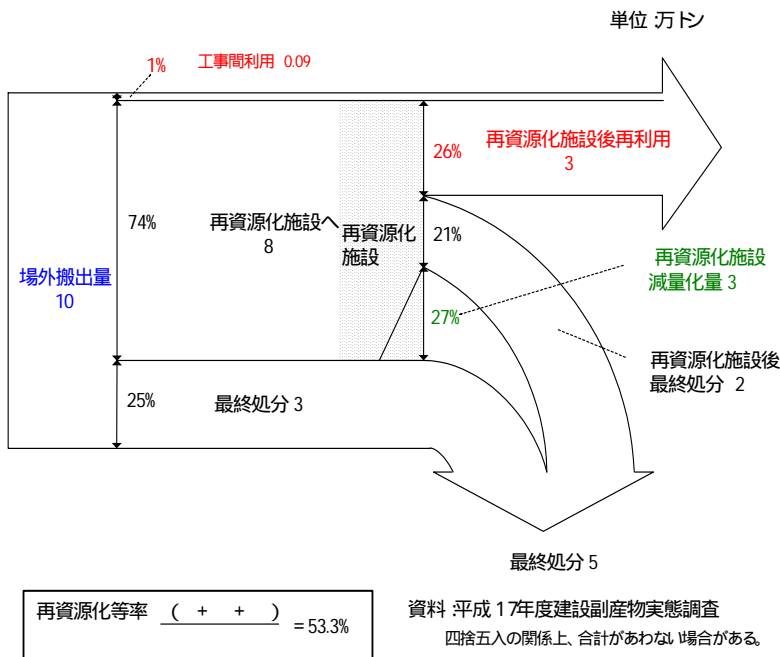 単位:万トン
1%
工事間利用 0.09
26%
再資源化施設後再利用
3
74%
再資源化施設へ
8
再資源化
施設
21%
再資源化施設
減量化量 3
場外搬出量
10
27%
再資源化施設後
最終処分 2
25%
最終処分 3
最終処分 5
再資源化等率 ( + + ) = 53.3%
資料:平成17年度建設副産物実態調査
四捨五入の関係上、合計があわない場合がある。